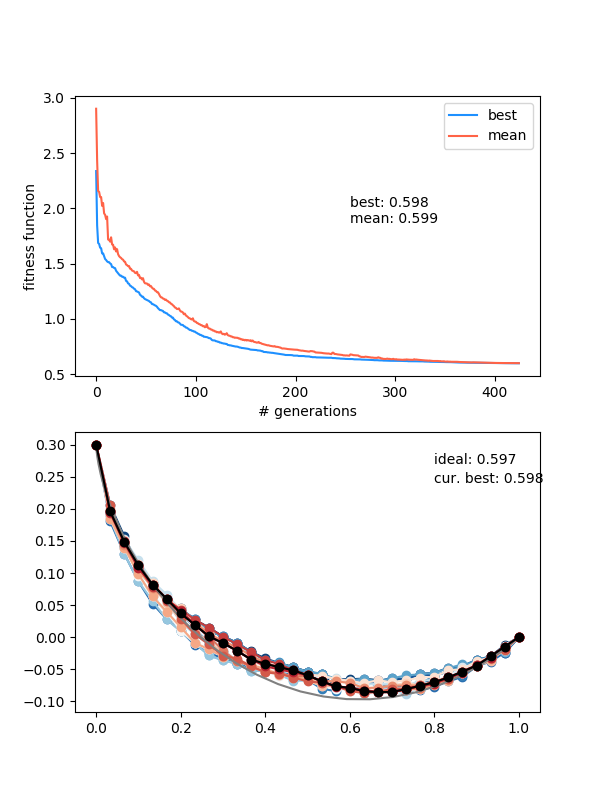 3.0
best
mean
2.5
best: 0.598
2.0
mean: 0.599
fitness function
1.5
1.0
0.5
0 100 200 300 400
# generations
0.30
ideal: 0.597
0.25
cur. best: 0.598
0.20
0.15
0.10
0.05
0.00
−0.05
−0.10
0.0 0.2 0.4 0.6 0.8 1.0